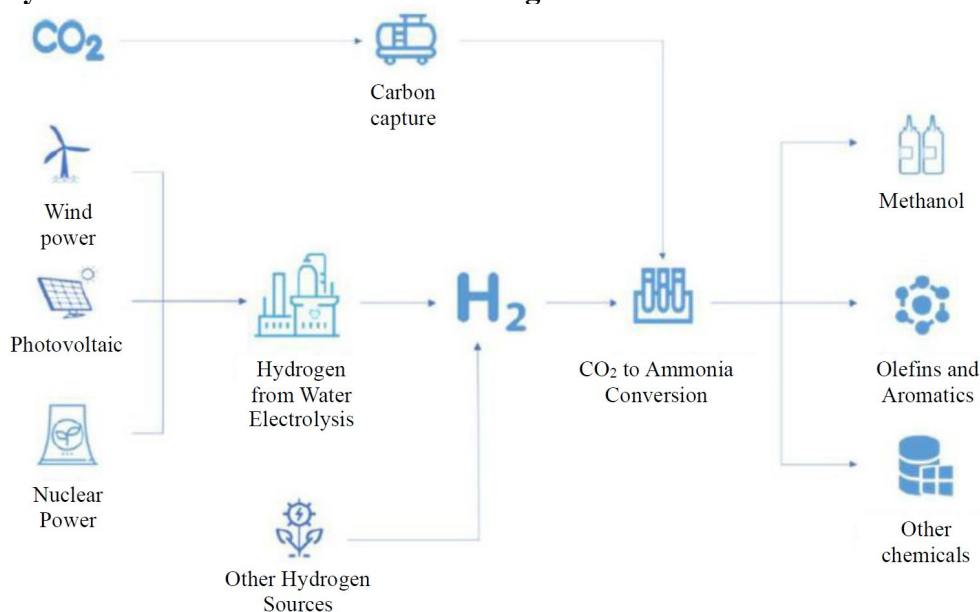 CO2
Carbon
capture
Wind
power
Photovoltaic
Nuclear
Power
Hydrogen
from Water
Electrolysis
H2
Other Hydrogen
Sources
CO2 to Ammonia
Conversion
Methanol
Olefins and
Aromatics
Other
chemicals